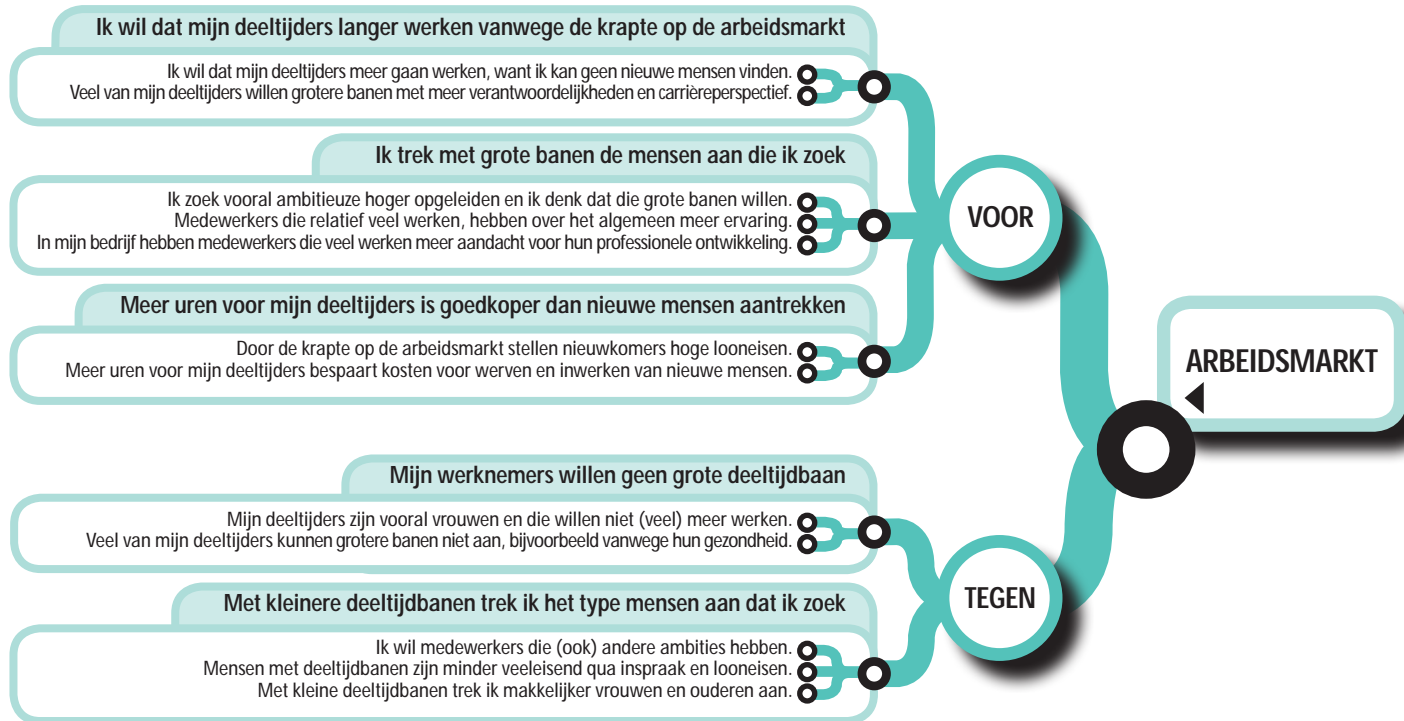 Ik wil dat mijn deeltijders langer werken vanwege de krapte op de arbeidsmarkt
Ik wil dat mijn deeltijders meer gaan werken, want ik kan geen nieuwe mensen vinden.
Veel van mijn deeltijders willen grotere banen met meer verantwoordelijkheden en carrièreperspectief.
Ik trek met grote banen de mensen aan die ik zoek
Ik zoek vooral ambitieuze hoger opgeleiden en ik denk dat die grote banen willen.
Medewerkers die relatief veel werken, hebben over het algemeen meer ervaring.
In mijn bedrijf hebben medewerkers die veel werken meer aandacht voor hun professionele ontwikkeling.
Meer uren voor mijn deeltijders is goedkoper dan nieuwe mensen aantrekken
Door de krapte op de arbeidsmarkt stellen nieuwkomers hoge looneisen.
Meer uren voor mijn deeltijders bespaart kosten voor werven en inwerken van nieuwe mensen.
VOOR
ARBEIDSMARKT
Mijn werknemers willen geen grote deeltijdbaan
Mijn deeltijders zijn vooral vrouwen en die willen niet (veel) meer werken.
Veel van mijn deeltijders kunnen grotere banen niet aan, bijvoorbeeld vanwege hun gezondheid.
Met kleinere deeltijdbanen trek ik het type mensen aan dat ik zoek
Ik wil medewerkers die (ook) andere ambities hebben.
Mensen met deeltijdbanen zijn minder veeleisend qua inspraak en looneisen.
Met kleine deeltijdbanen trek ik makkelijker vrouwen en ouderen aan.
TEGEN